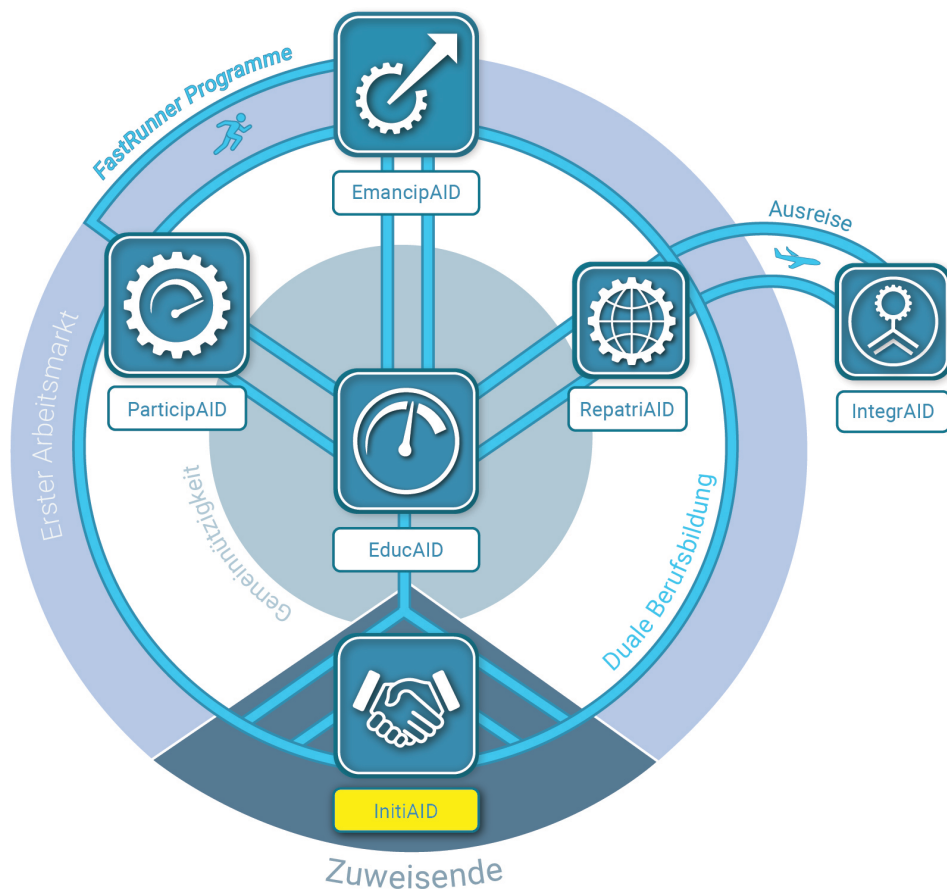 FastRunner Programme
EmancipAID
Ausreise
ParticipAID
RepatriAID
IntegrAID
Erster Arbeitsmarkt
Gemeinnützigkeit
EducAID
Duale Berufsbildung
InitiAID
Zuweisende